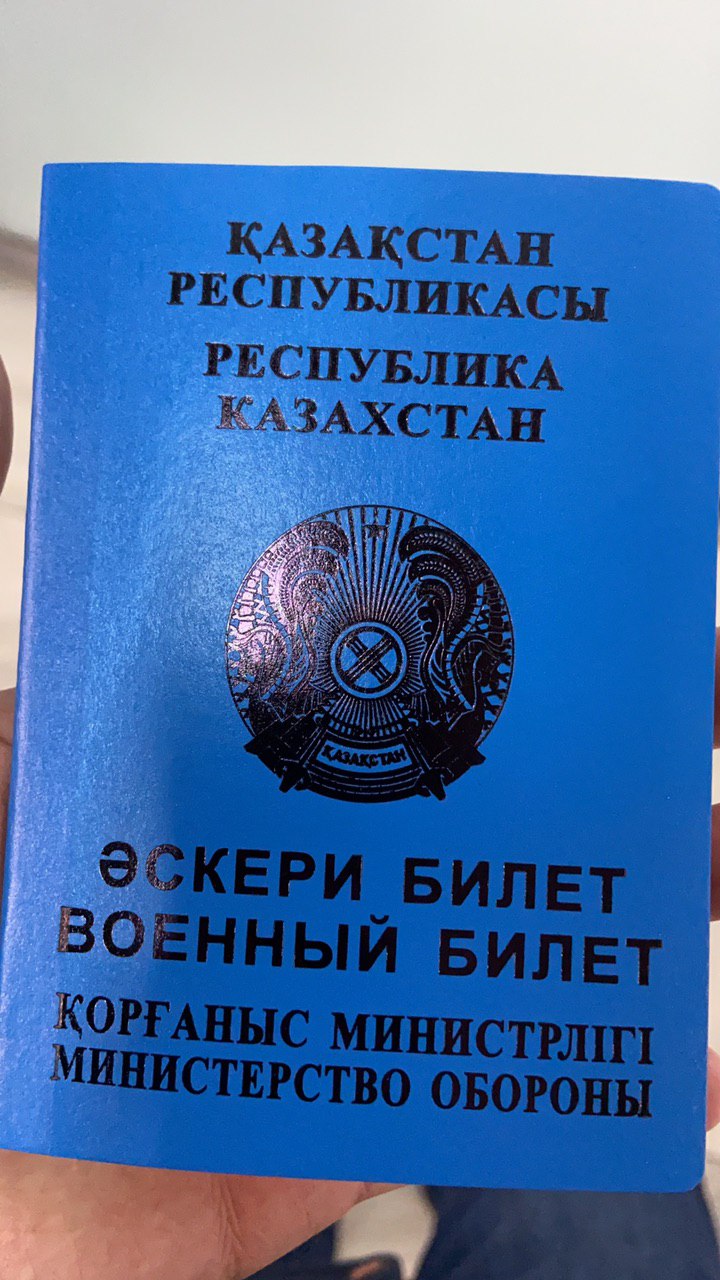 ҚАЗАҚСТАН
РЕСПУБЛИКАСЫ
РЕСПУБЛИКА
КАЗАХСТАН
ҚАЗАҚСТАН
ӘСКЕРИ БИЛЕТ
ВОЕННЫЙ БИЛЕТ
ҚОРҒАНЫС МИНИСТРЛІГІ
МИНИСТЕРСТВО ОБОРОНЫ